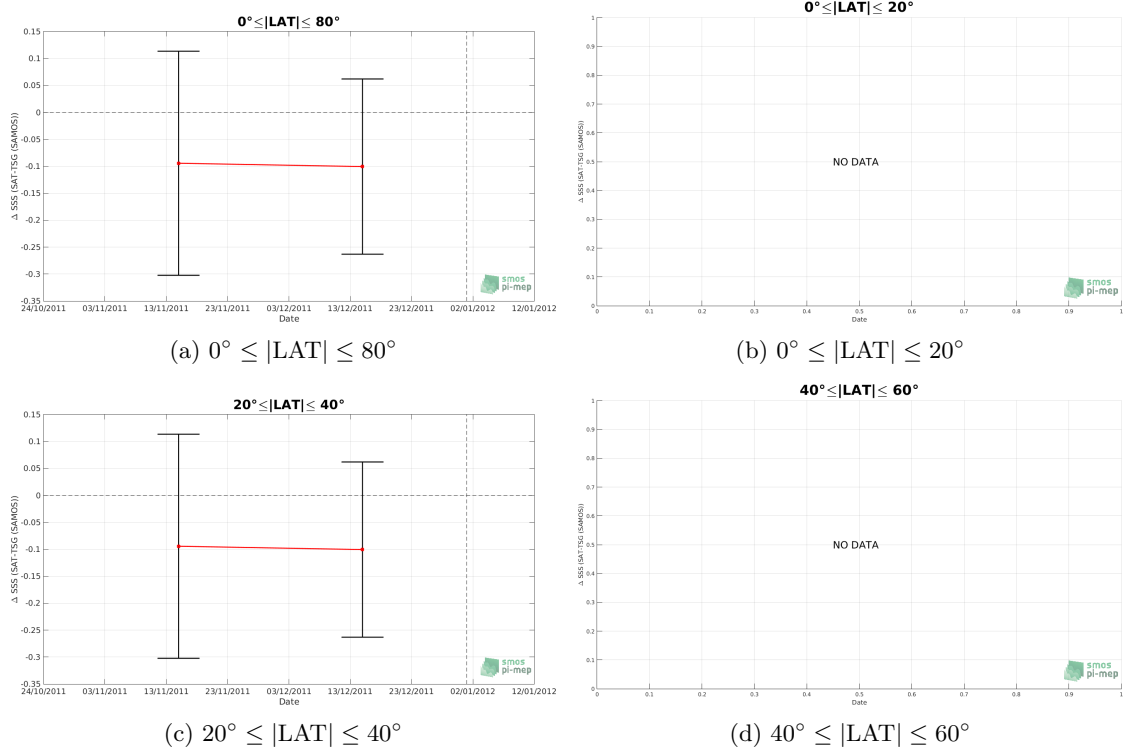 0°≤|LAT|≤ 80°
0.15
0.1
0.05
0
-0.05
-0.1
-0.15
-0.2
-0.25
-0.3
-0.35
Δ SSS (SAT-TSG (SAMOS))
24/10/2011 03/11/2011 13/11/2011 23/11/2011 03/12/2011 13/12/2011 23/12/2011 02/01/2012 12/01/2012
Date
smos
pi-mep
(a) 0° ≤ |LAT| ≤ 80°
0°≤|LAT|≤ 20°
1
0.9
0.8
0.7
0.6
0.5
0.4
0.3
0.2
0.1
0
Δ SSS (SAT-TSG (SAMOS))
NO DATA
0 0.1 0.2 0.3 0.4 0.5 0.6 0.7 0.8 0.9 1
Date
smos
pi-mep
(b) 0° ≤ |LAT| ≤ 20°
20°≤|LAT|≤ 40°
0.15
0.1
0.05
0
-0.05
-0.1
-0.15
-0.2
-0.25
-0.3
-0.35
Δ SSS (SAT-TSG (SAMOS))
24/10/2011 03/11/2011 13/11/2011 23/11/2011 03/12/2011 13/12/2011 23/12/2011 02/01/2012 12/01/2012
Date
smos
pi-mep
(c) 20° ≤ |LAT| ≤ 40°
40°≤|LAT|≤ 60°
1
0.9
0.8
0.7
0.6
0.5
0.4
0.3
0.2
0.1
0
Δ SSS (SAT-TSG (SAMOS))
NO DATA
0 0.1 0.2 0.3 0.4 0.5 0.6 0.7 0.8 0.9 1
Date
smos
pi-mep
(d) 40° ≤ |LAT| ≤ 60°